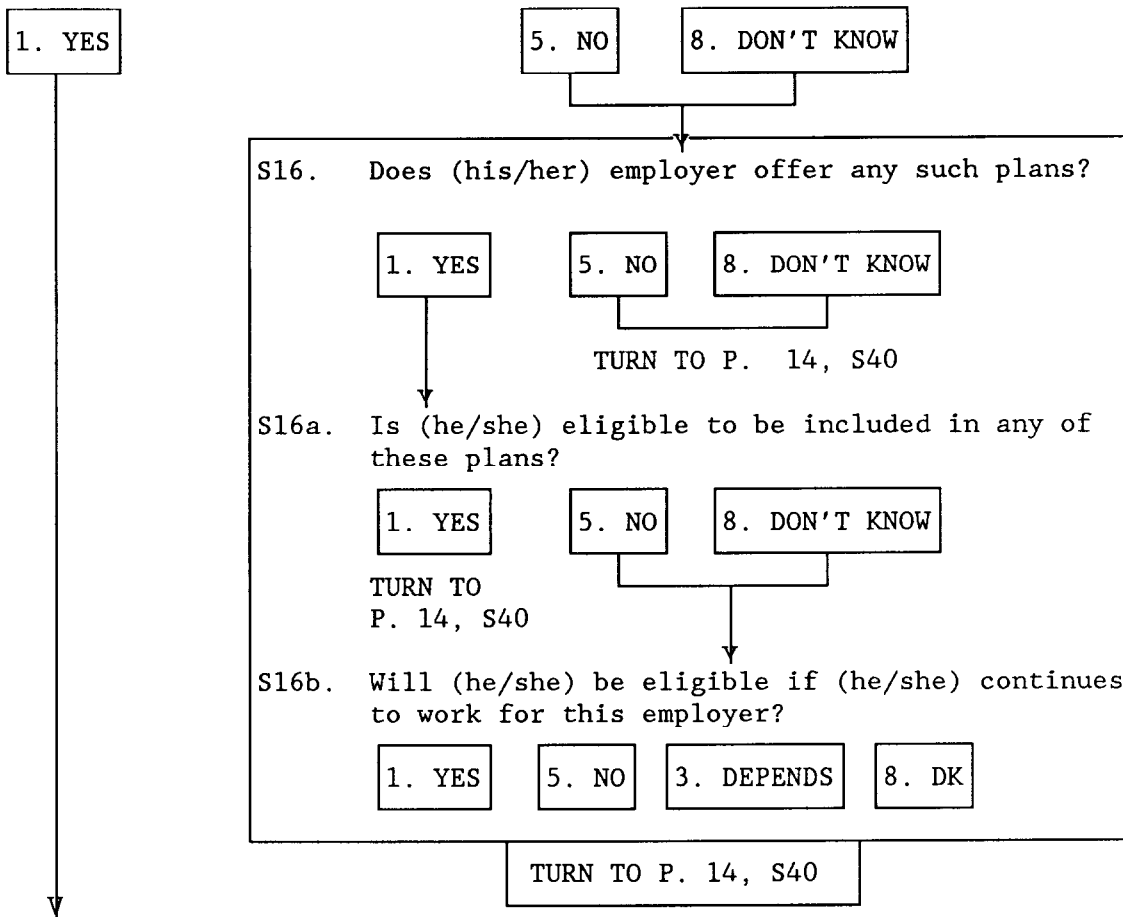 1. YES 5. NO 8. DON'T KNOW
S16. Does (his/her) employer offer any such plans?
1. YES 5. NO 8. DON'T KNOW
TURN TO P. 14, S40
S16a. Is (he/she) eligible to be included in any of
these plans?
1. YES 5. NO 8. DON'T KNOW
TURN TO
P. 14, S40
S16b. Will (he/she) be eligible if (he/she) continues
to work for this employer?
1. YES 5. NO 3. DEPENDS 8. DK
TURN TO P. 14, S40